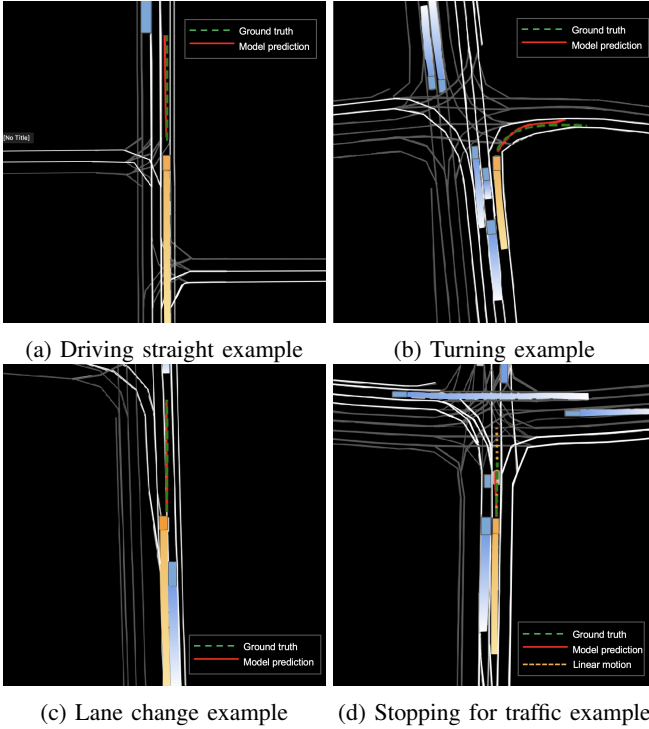 Ground truth
Model prediction
[No Title]
Ground truth
Model prediction
(a) Driving straight example
(b) Turning example
Ground truth
Model prediction
Ground truth
Model prediction
Linear motion
(c) Lane change example
(d) Stopping for traffic example